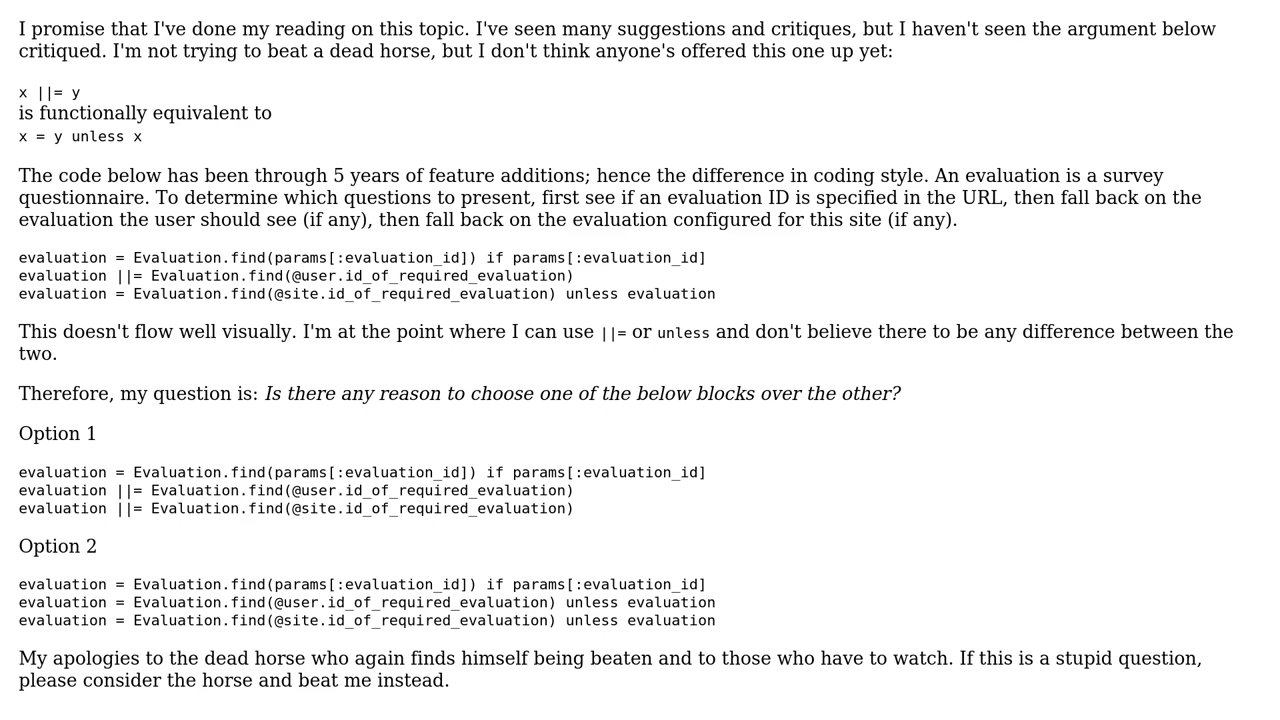 I promise that I've done my reading on this topic. I've seen many suggestions and critiques, but I haven't seen the argument below
critiqued. I'm not trying to beat a dead horse, but I don't think anyone's offered this one up yet:
x ||= y
is functionally equivalent to
x = y unless x
The code below has been through 5 years of feature additions; hence the difference in coding style. An evaluation is a survey
questionnaire. To determine which questions to present, first see if an evaluation ID is specified in the URL, then fall back on the
evaluation the user should see (if any), then fall back on the evaluation configured for this site (if any).
evaluation = Evaluation.find(params[:evaluation_id]) if params[:evaluation_id]
evaluation ||= Evaluation.find(@user.id_of_required_evaluation)
evaluation = Evaluation.find(@site.id_of_required_evaluation) unless evaluation
This doesn't flow well visually. I'm at the point where I can use ||= or unless and don't believe there to be any difference between the
two.
Therefore, my question is: Is there any reason to choose one of the below blocks over the other?
Option 1
evaluation = Evaluation.find(params[:evaluation_id]) if params[:evaluation_id]
evaluation ||= Evaluation.find(@user.id_of_required_evaluation)
evaluation ||= Evaluation.find(@site.id_of_required_evaluation)
Option 2
evaluation = Evaluation.find(params[:evaluation_id]) if params[:evaluation_id]
evaluation = Evaluation.find(@user.id_of_required_evaluation) unless evaluation
evaluation = Evaluation.find(@site.id_of_required_evaluation) unless evaluation
My apologies to the dead horse who again finds himself being beaten and to those who have to watch. If this is a stupid question,
please consider the horse and beat me instead.